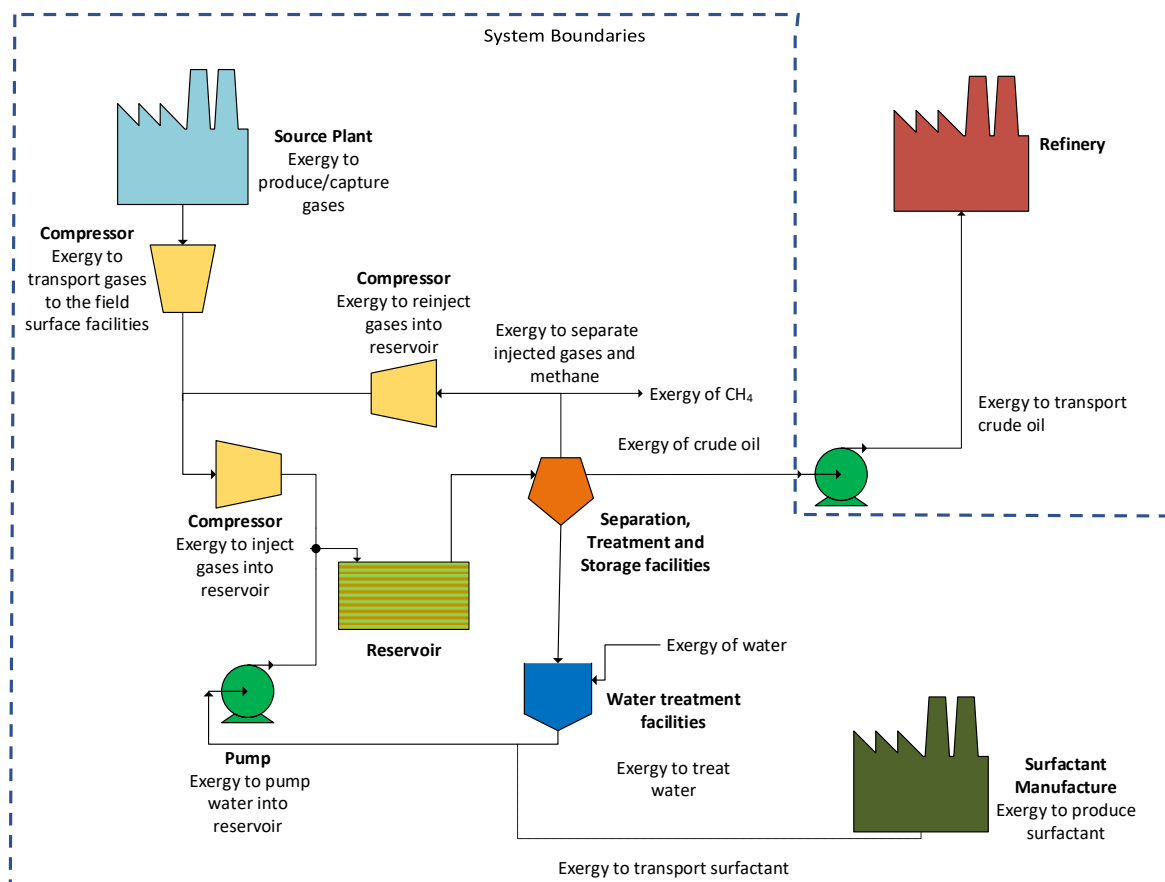 System Boundaries
Source Plant
Exergy to
produce/capture
gases
Refinery
Compressor
Exergy to
transport gases
to the field
surface facilities
Compressor
Exergy to reinject
gases into
reservoir
Exergy to separate
injected gases and
methane
Exergy of CH₄
Exergy to transport
crude oil
Exergy of crude oil
Compressor
Exergy to inject
gases into
reservoir
Separation,
Treatment and
Storage facilities
Reservoir
Exergy of water
Water treatment
facilities
Pump
Exergy to pump
water into
reservoir
Exergy to treat
water
Surfactant
Manufacture
Exergy to produce
surfactant
Exergy to transport surfactant